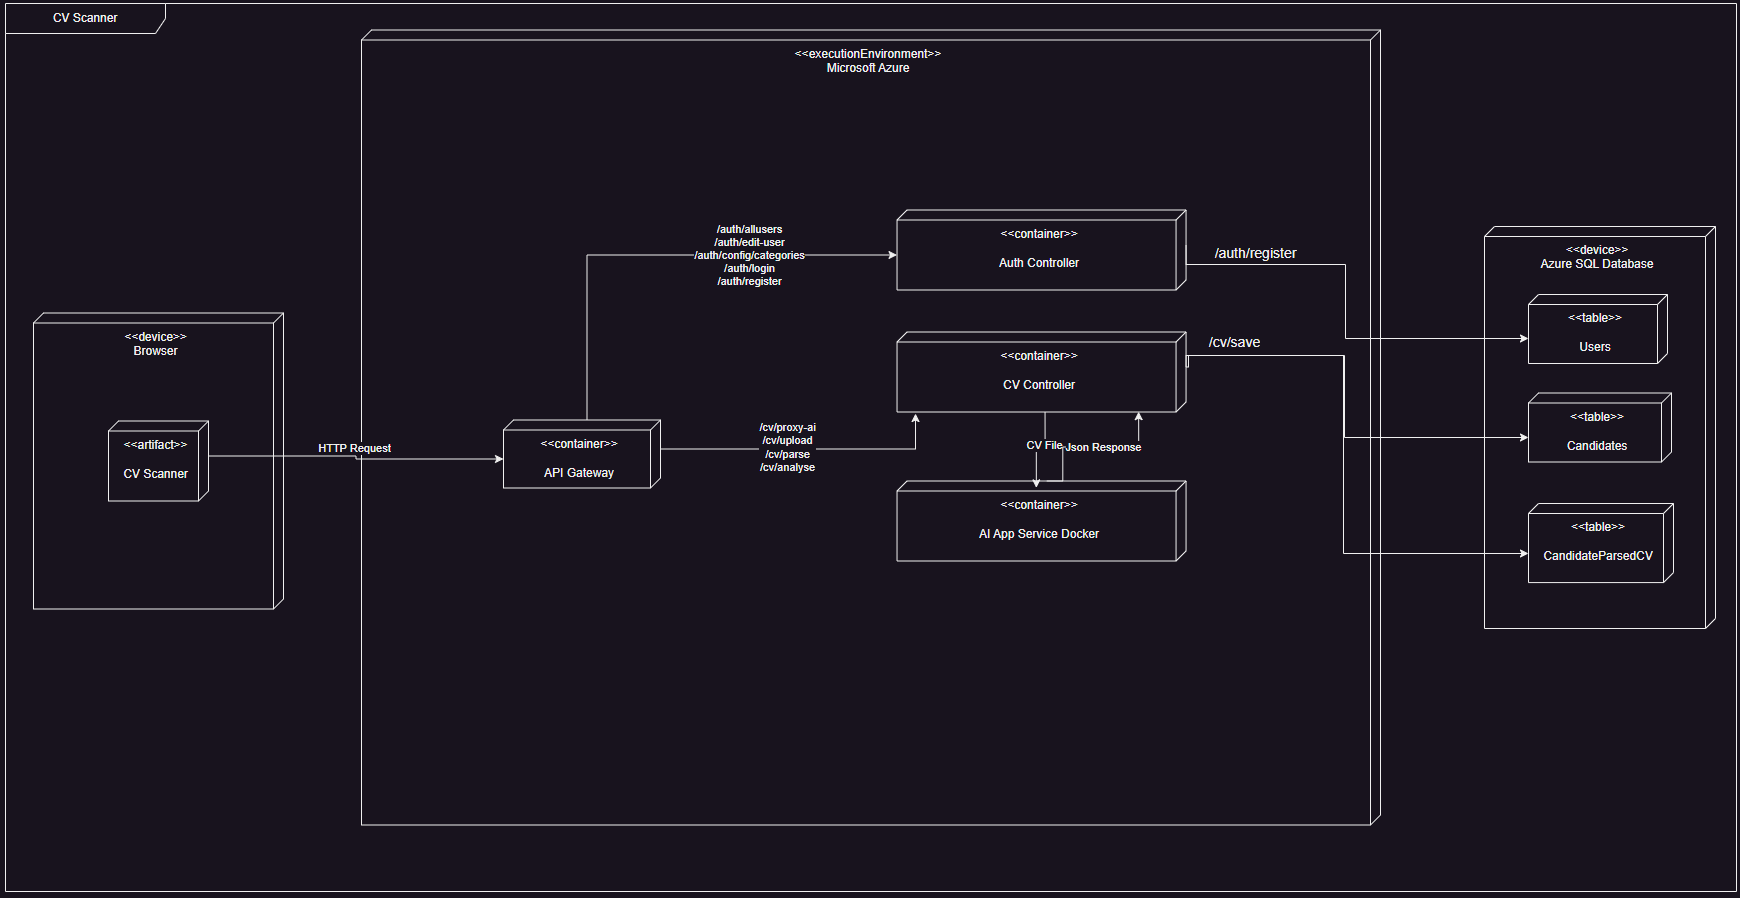 CV Scanner
<<executionEnvironment>>
Microsoft Azure
<<device>>
Browser
<<artifact>>
CV Scanner
HTTP Request
<<container>>
API Gateway
/auth/allusers
/auth/edit-user
/auth/config/categories
/auth/login
/auth/register
/cv/proxy-ai
/cv/upload
/cv/parse
/cv/analyse
<<container>>
Auth Controller
<<container>>
CV Controller
CV File
Json Response
<<container>>
AI App Service Docker
/auth/register
/cv/save
<<device>>
Azure SQL Database
<<table>>
Users
<<table>>
Candidates
<<table>>
CandidateParsedCV